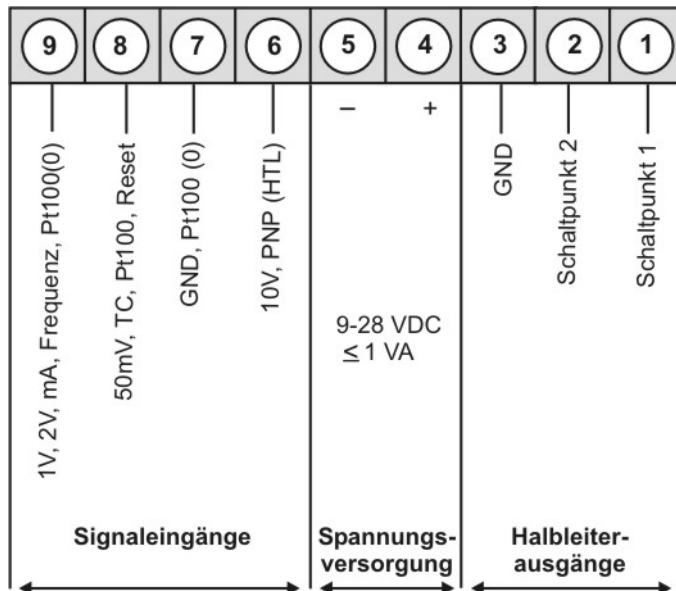 9 8 7 6 5 4 3 2 1
– +
1V, 2V, mA, Frequenz, Pt100(0)
50mV, TC, Pt100, Reset
GND, Pt100 (0)
10V, PNP (HTL)
9-28 VDC
≤ 1 VA
GND
Schaltpunkt 2
Schaltpunkt 1
Signaleingänge
Spannungs-
versorgung
Halbleiter-
ausgänge